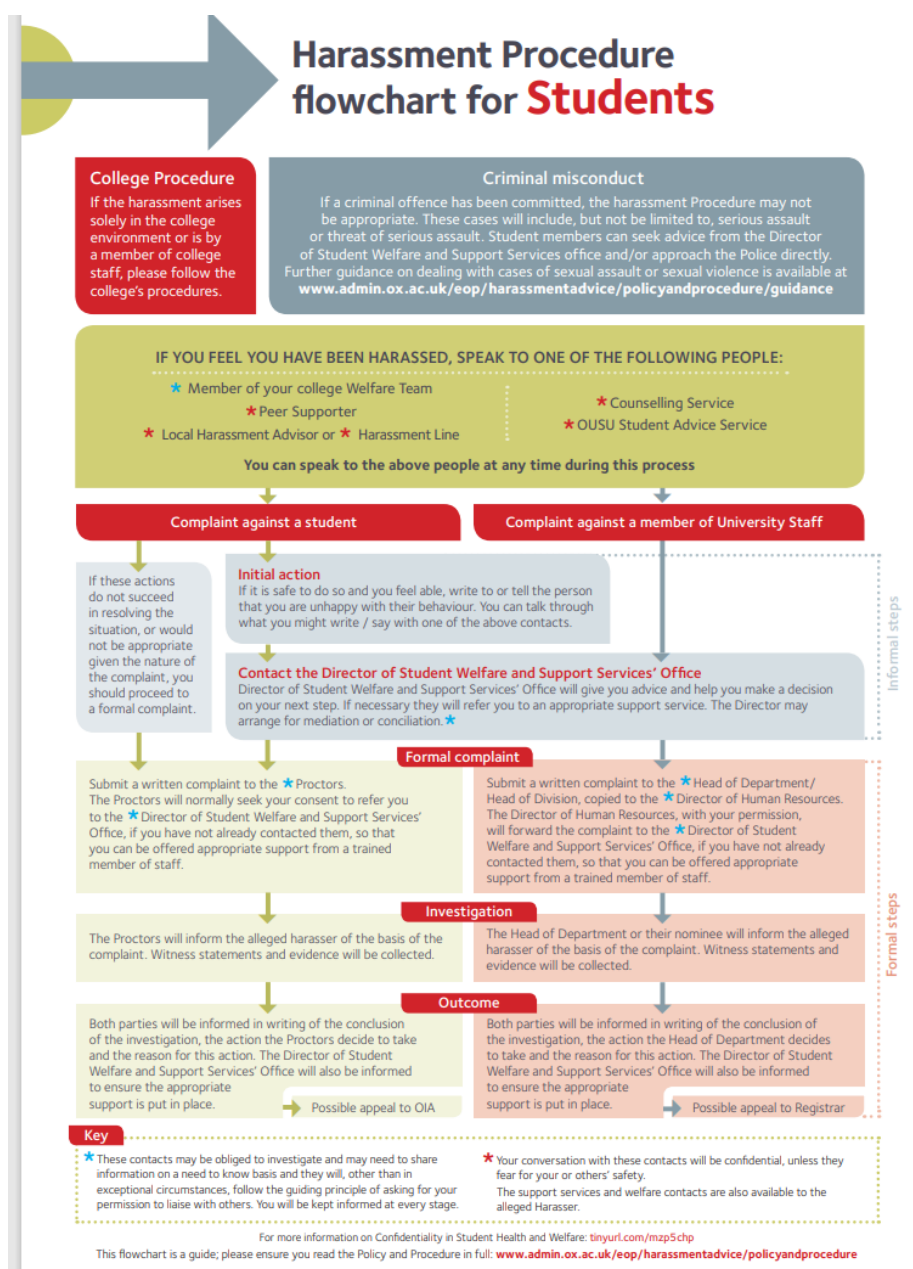 Harassment Procedure
flowchart for Students
College Procedure
If the harassment arises
solely in the college
environment or is by
a member of college
staff, please follow the
college's procedures.
Criminal misconduct
If a criminal offence has been committed, the harassment Procedure may not
be appropriate. These cases will include, but not be limited to, serious assault
or threat of serious assault. Student members can seek advice from the Director
of Student Welfare and Support Services office and/or approach the Police directly.
Further guidance on dealing with cases of sexual assault or sexual violence is available at
www.admin.ox.ac.uk/eop/harassmentadvice/policyandprocedure/guidance
IF YOU FEEL YOU HAVE BEEN HARASSED, SPEAK TO ONE OF THE FOLLOWING PEOPLE:
* Member of your college Welfare Team
* Peer Supporter
* Local Harassment Advisor or * Harassment Line
* Counselling Service
* OUSU Student Advice Service
You can speak to the above people at any time during this process
Complaint against a student
Complaint against a member of University Staff
If these actions
do not succeed
in resolving the
situation, or would
not be appropriate
given the nature of
the complaint, you
should proceed to
a formal complaint.
Initial action
If it is safe to do so and you feel able, write to or tell the person
that you are unhappy with their behaviour. You can talk through
what you might write / say with one of the above contacts.
Contact the Director of Student Welfare and Support Services' Office
Director of Student Welfare and Support Services' Office will give you advice and help you make a decision
on your next step. If necessary they will refer you to an appropriate support service. The Director may
arrange for mediation or conciliation.*
Informal steps
Formal complaint
Submit a written complaint to the * Proctors.
The Proctors will normally seek your consent to refer you
to the * Director of Student Welfare and Support Services'
Office, if you have not already contacted them, so that
you can be offered appropriate support from a trained
member of staff.
Submit a written complaint to the * Head of Department/
Head of Division, copied to the * Director of Human Resources.
The Director of Human Resources, with your permission,
will forward the complaint to the * Director of Student
Welfare and Support Services' Office, if you have not already
contacted them, so that you can be offered appropriate
support from a trained member of staff.
Investigation
The Proctors will inform the alleged harasser of the basis of the
complaint. Witness statements and evidence will be collected.
The Head of Department or their nominee will inform the alleged
harasser of the basis of the complaint. Witness statements and
evidence will be collected.
Formal steps
Outcome
Both parties will be informed in writing of the conclusion
of the investigation, the action the Proctors decide to take
and the reason for this action. The Director of Student
Welfare and Support Services' Office will also be informed
to ensure the appropriate
support is put in place.
Possible appeal to OIA
Both parties will be informed in writing of the conclusion of
the investigation, the action the Head of Department decides
to take and the reason for this action. The Director of Student
Welfare and Support Services' Office will also be informed
to ensure the appropriate
support is put in place.
Possible appeal to Registrar
Key
* These contacts may be obliged to investigate and may need to share
information on a need to know basis and they will, other than in
exceptional circumstances, follow the guiding principle of asking for your
permission to liaise with others. You will be kept informed at every stage.
* Your conversation with these contacts will be confidential, unless they
fear for your or others' safety.
The support services and welfare contacts are also available to the
alleged Harasser.
For more information on Confidentiality in Student Health and Welfare: tinyurl.com/mzp5chp
This flowchart is a guide; please ensure you read the Policy and Procedure in full: www.admin.ox.ac.uk/eop/harassmentadvice/policyandprocedure